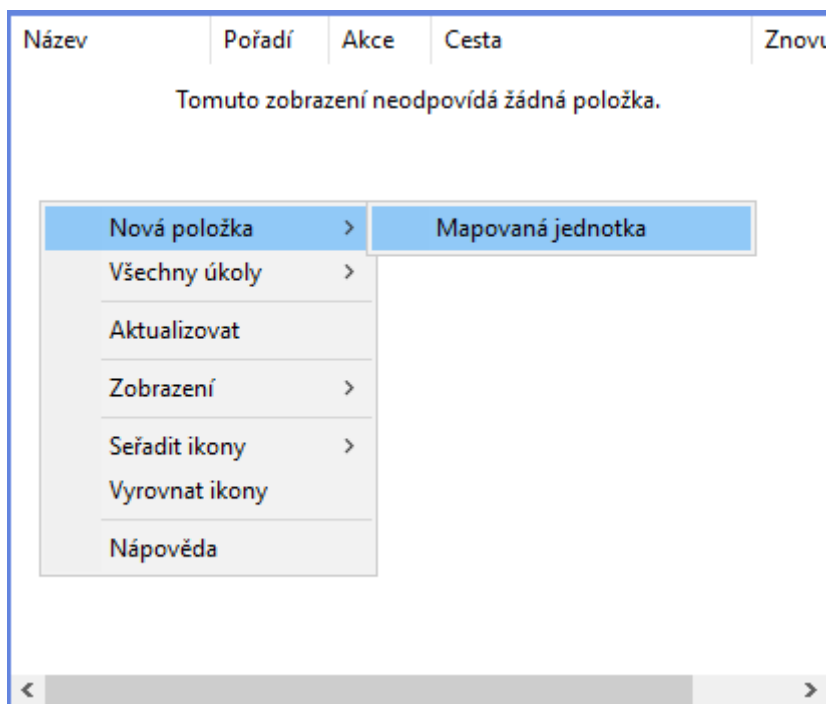 Název Pořadí Akce Cesta Znovu
Tomuto zobrazení neodpovídá žádná položka.
Nová položka Mapovaná jednotka
Všechny úkoly
Aktualizovat
Zobrazení
Seřadit ikony
Vyrovnat ikony
Nápověda